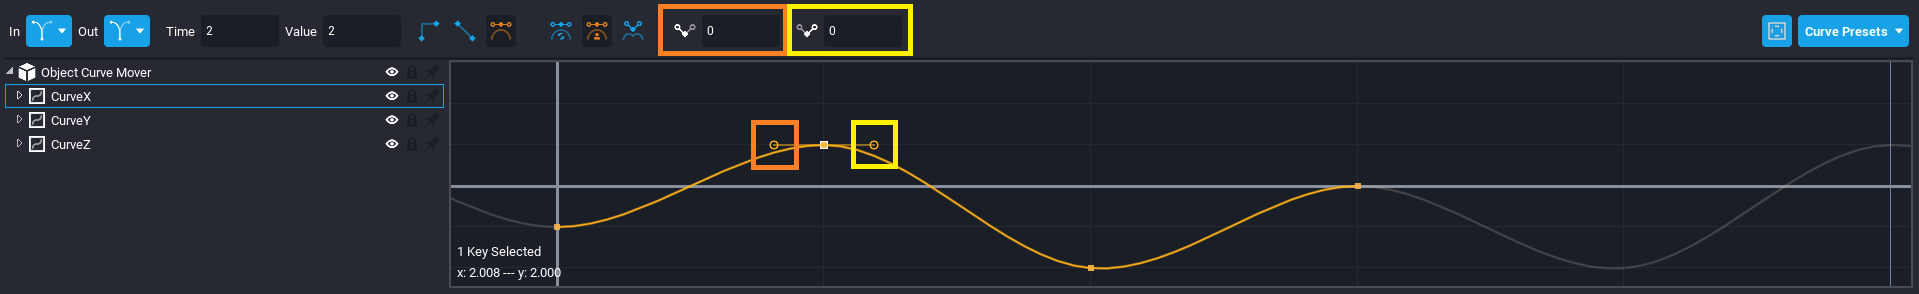 In Out Time 2 Value 2 0 0 Curve Presets
Object Curve Mover
CurveX
CurveY
CurveZ
1 Key Selected
x: 2.008 --- y: 2.000